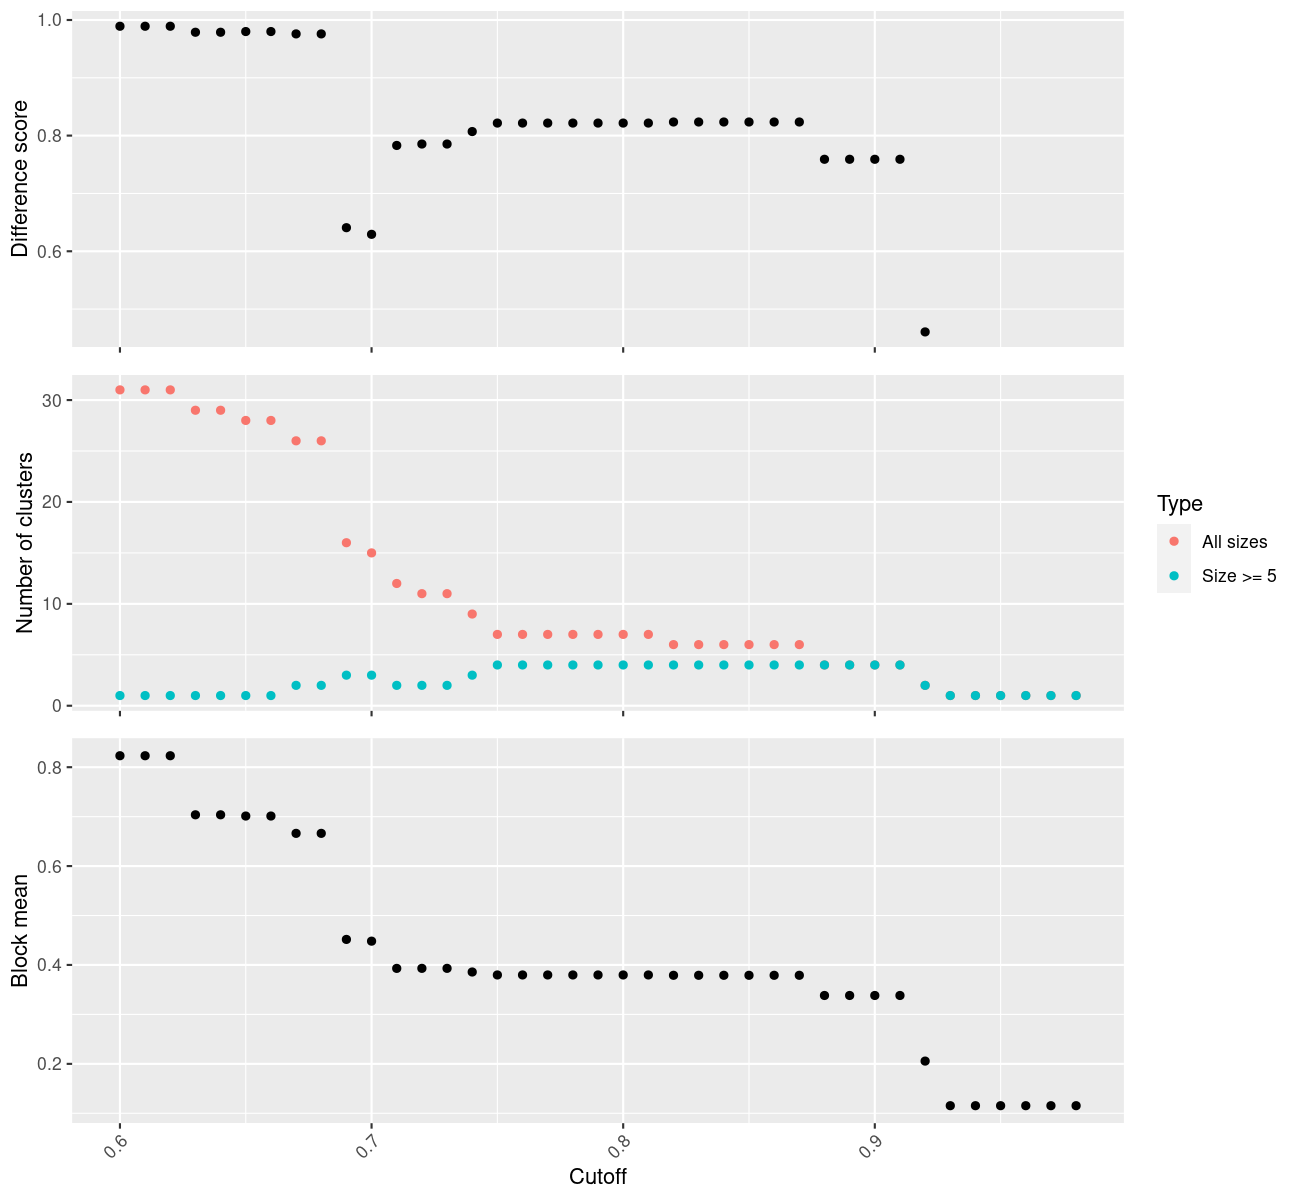 Difference score
1.0
0.8
0.6
Number of clusters
30
20
10
0
Type
All sizes
Size >= 5
Block mean
0.8
0.6
0.4
0.2
0.6
0.7
0.8
0.9
Cutoff